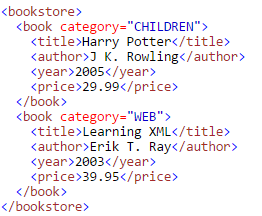 <bookstore>
  <book category="CHILDREN">
    <title>Harry Potter</title>
    <author>J K. Rowling</author>
    <year>2005</year>
    <price>29.99</price>
  </book>
  <book category="WEB">
    <title>Learning XML</title>
    <author>Erik T. Ray</author>
    <year>2003</year>
    <price>39.95</price>
  </book>
</bookstore>